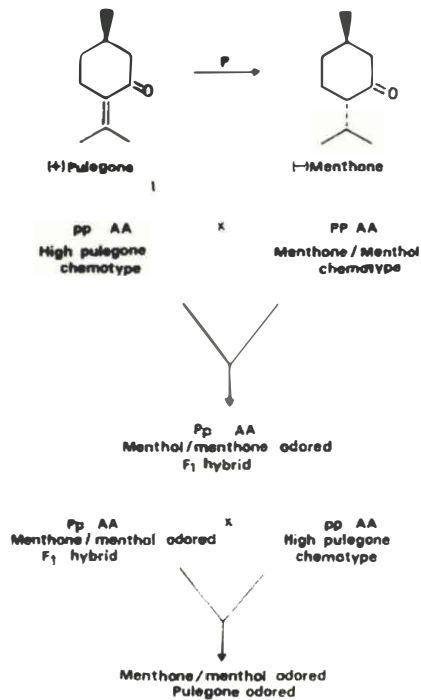 P
O
O
(+) Pulegone
(-)Menthone
pp AA
x
PP AA
High pulegone
chemotype
Menthone / Menthol
chemotype
Pp AA
Menthol/menthone odored
F1 hybrid
Pp AA
x
pp AA
Menthone / menthol odored
F1 hybrid
High pulegone
chemotype
Menthone/menthol odored
Pulegone odored